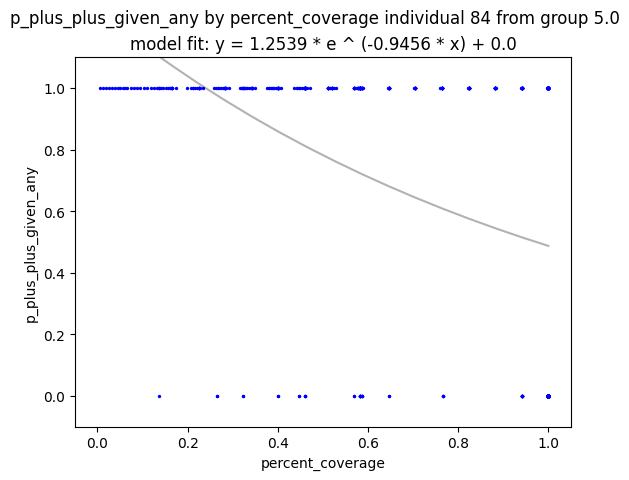 p_plus_plus_given_any by percent_coverage individual 84 from group 5.0
model fit: y = 1.2539 * e ^ (-0.9456 * x) + 0.0
1.0
0.8
0.6
0.4
0.2
0.0
p_plus_plus_given_any
0.0 0.2 0.4 0.6 0.8 1.0
percent_coverage